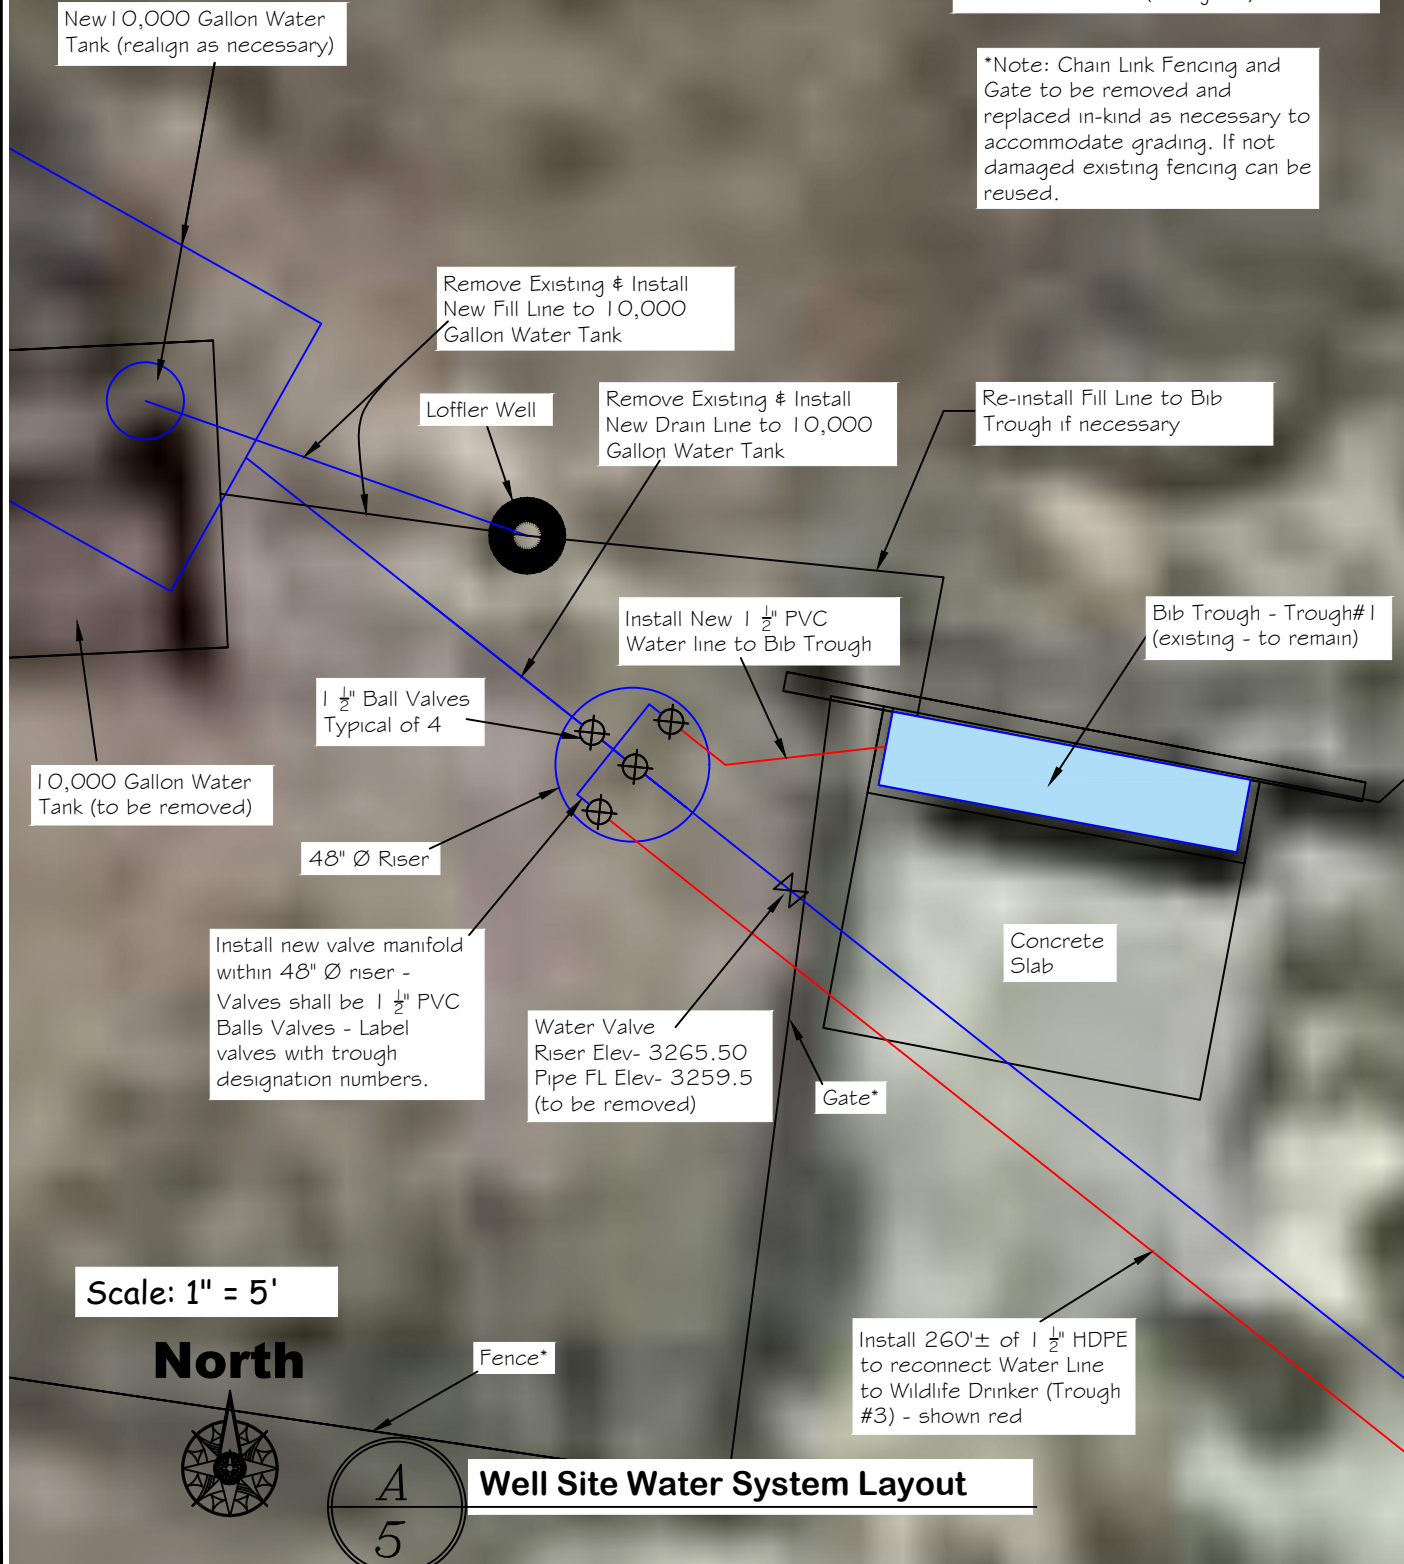 New 10,000 Gallon Water
Tank (realign as necessary)
*Note: Chain Link Fencing and
Gate to be removed and
replaced in-kind as necessary to
accommodate grading. If not
damaged existing fencing can be
reused.
Remove Existing & Install
New Fill Line to 10,000
Gallon Water Tank
Loffler Well
Remove Existing & Install
New Drain Line to 10,000
Gallon Water Tank
Re-install Fill Line to Bib
Trough if necessary
Install New 1 1/2" PVC
Water line to Bib Trough
Bib Trough - Trough#1
(existing - to remain)
1 1/2" Ball Valves
Typical of 4
10,000 Gallon Water
Tank (to be removed)
48" Ø Riser
Install new valve manifold
within 48" Ø riser -
Valves shall be 1 1/2" PVC
Balls Valves - Label
valves with trough
designation numbers.
Concrete
Slab
Water Valve
Riser Elev- 3265.50
Pipe FL Elev- 3259.5
(to be removed)
Gate*
Scale: 1" = 5'
North
Fence*
Install 260'± of 1 1/2" HDPE
to reconnect Water Line
to Wildlife Drinker (Trough
#3) - shown red
A
5
Well Site Water System Layout